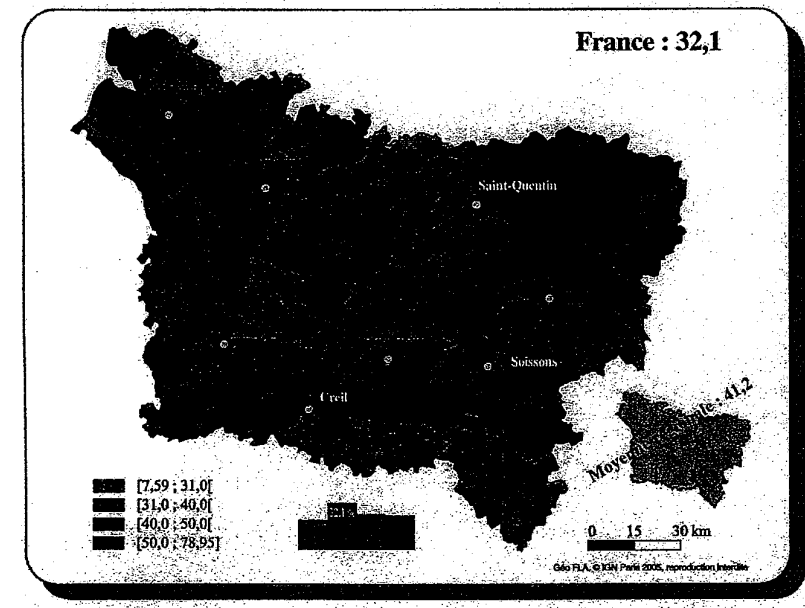 France : 32,1
Saint-Quentin
Soissons
Creil
41,2
[7,59 ; 31,0[
[31,0 ; 40,0[
[40,0 ; 50,0[
[50,0 ; 78,95]
0 15 30 km
Géo FLA, © IGN Paris 2005, reproduction interdite